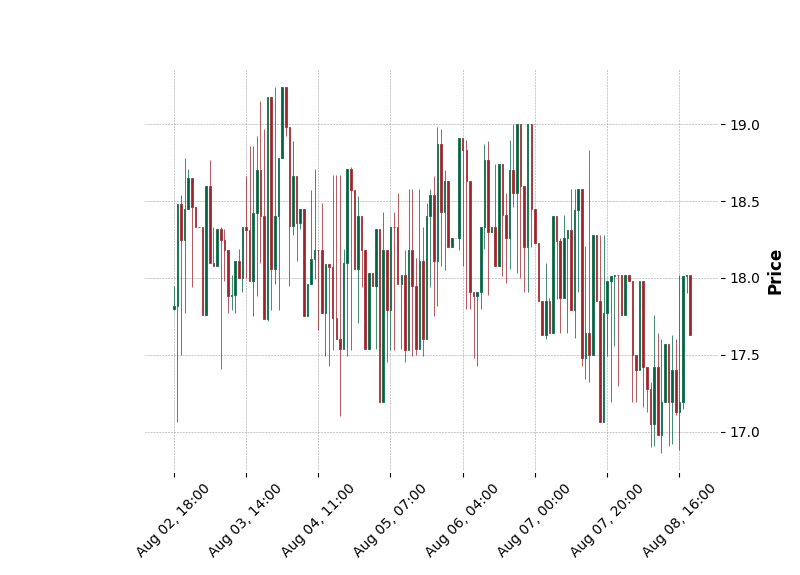 19.0
18.5
18.0
17.5
17.0
Price
Aug 02, 18:00
Aug 03, 14:00
Aug 04, 11:00
Aug 05, 07:00
Aug 06, 04:00
Aug 07, 00:00
Aug 07, 20:00
Aug 08, 16:00